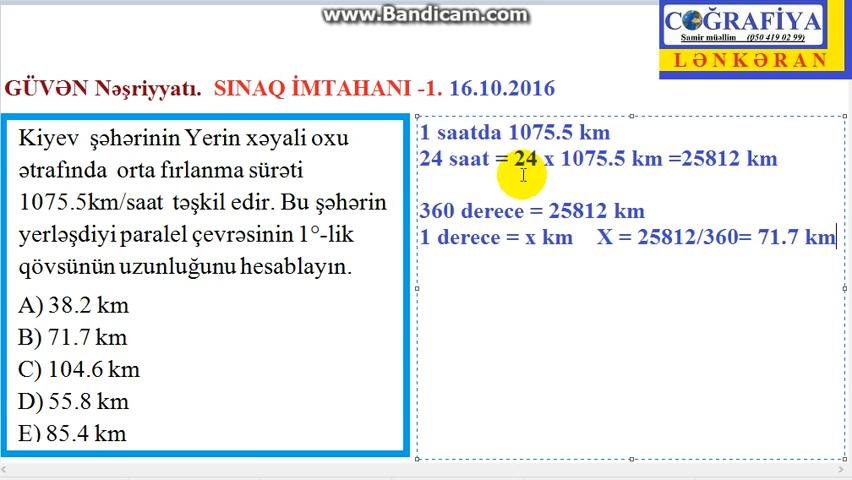 www.Bandicam.com
COĞRAFİYA
Samir müəllim (050 419 02 99)
LƏNKƏRAN
GÜVƏN Nəşriyyatı. SINAQ İMTAHANI -1. 16.10.2016
Kiyev şəhərinin Yerin xəyali oxu
ətrafında orta fırlanma sürəti
1075.5km/saat təşkil edir. Bu şəhərin
yerləşdiyi paralel çevrəsinin 1°-lik
qövsünün uzunluğunu hesablayın.
A) 38.2 km
B) 71.7 km
C) 104.6 km
D) 55.8 km
E) 85.4 km
1 saatda 1075.5 km
24 saat = 24 x 1075.5 km =25812 km
360 derece = 25812 km
1 derece = x km X = 25812/360= 71.7 km